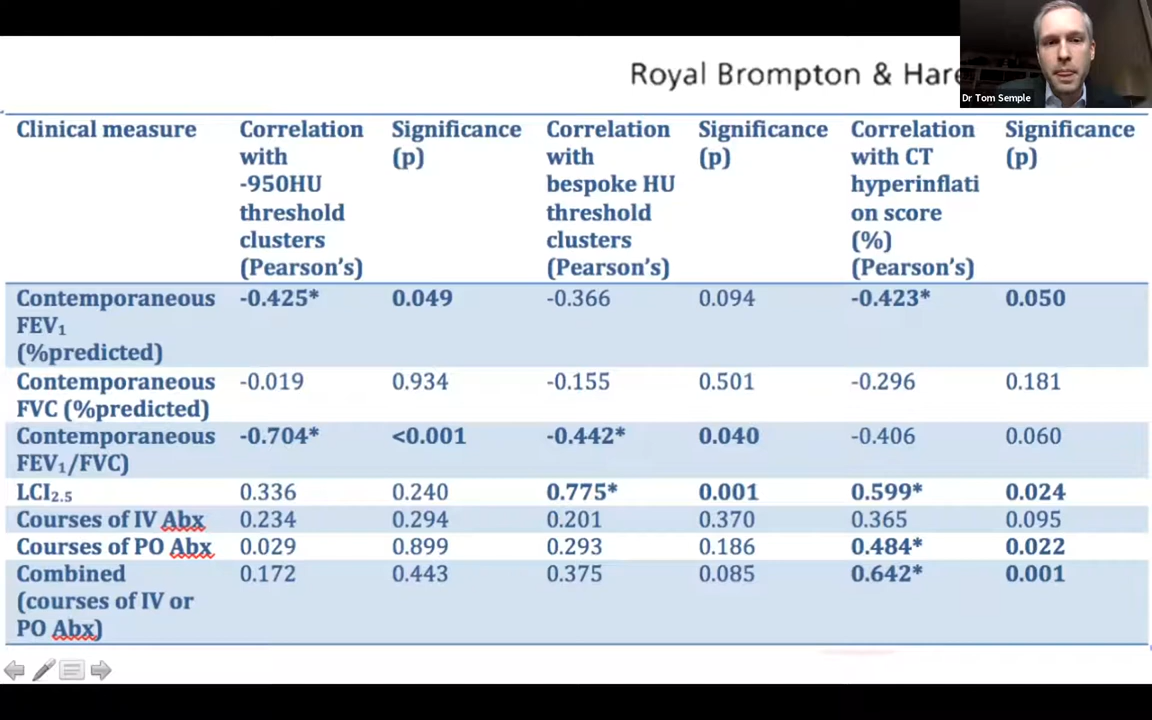 Royal Brompton & Hare
Dr Tom Semple
Clinical measure
Correlation
with
-950HU
threshold
clusters
(Pearson's)
Significance
(p)
Correlation
with
bespoke HU
threshold
clusters
(Pearson's)
Significance
(p)
Correlation
with CT
hyperinflati
on score
(%)
(Pearson's)
Significance
(p)
Contemporaneous -0.425* 0.049 -0.366 0.094 -0.423* 0.050
FEV₁
(%predicted)
Contemporaneous -0.019 0.934 -0.155 0.501 -0.296 0.181
FVC (%predicted)
Contemporaneous -0.704* <0.001 -0.442* 0.040 -0.406 0.060
FEV₁/FVC)
LCI₂.₅ 0.336 0.240 0.775* 0.001 0.599* 0.024
Courses of IV Abx 0.234 0.294 0.201 0.370 0.365 0.095
Courses of PO Abx 0.029 0.899 0.293 0.186 0.484* 0.022
Combined 0.172 0.443 0.375 0.085 0.642* 0.001
(courses of IV or
PO Abx)